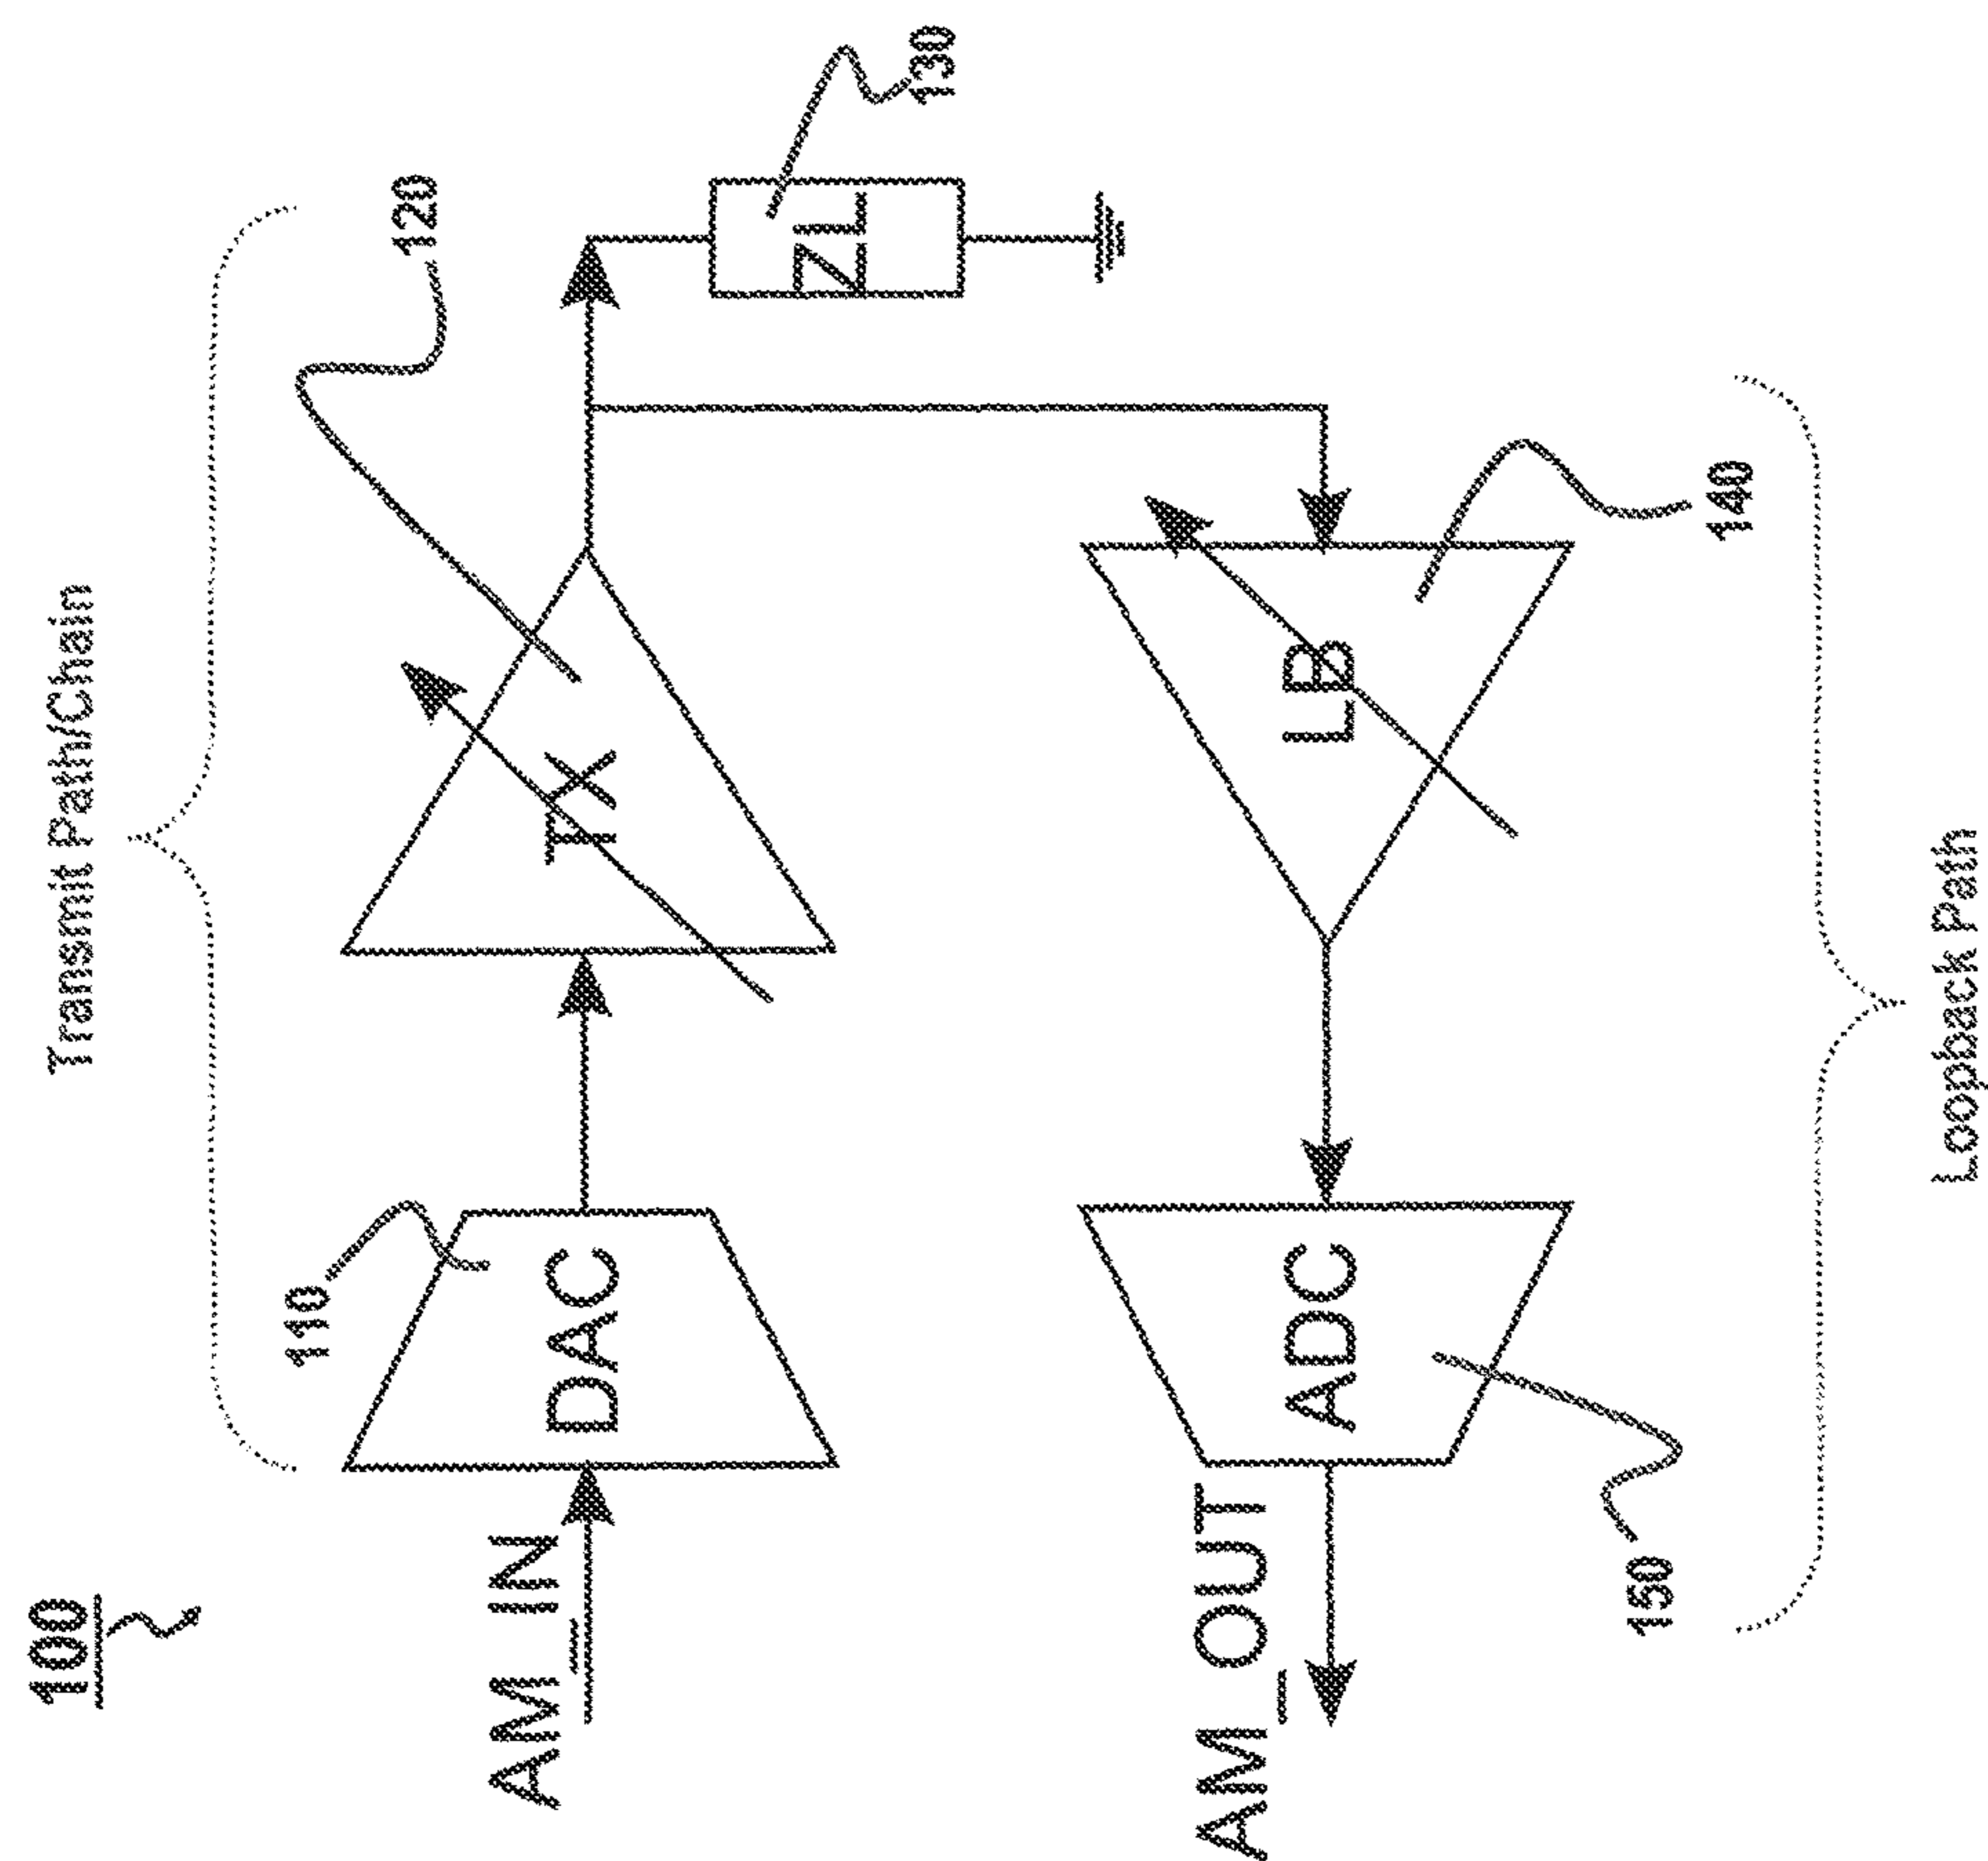 100
Transmit Path/Chain
110
120
130
AM_IN
DAC
TX
ZL
AM_OUT
ADC
LB
150
140
Loopback Path